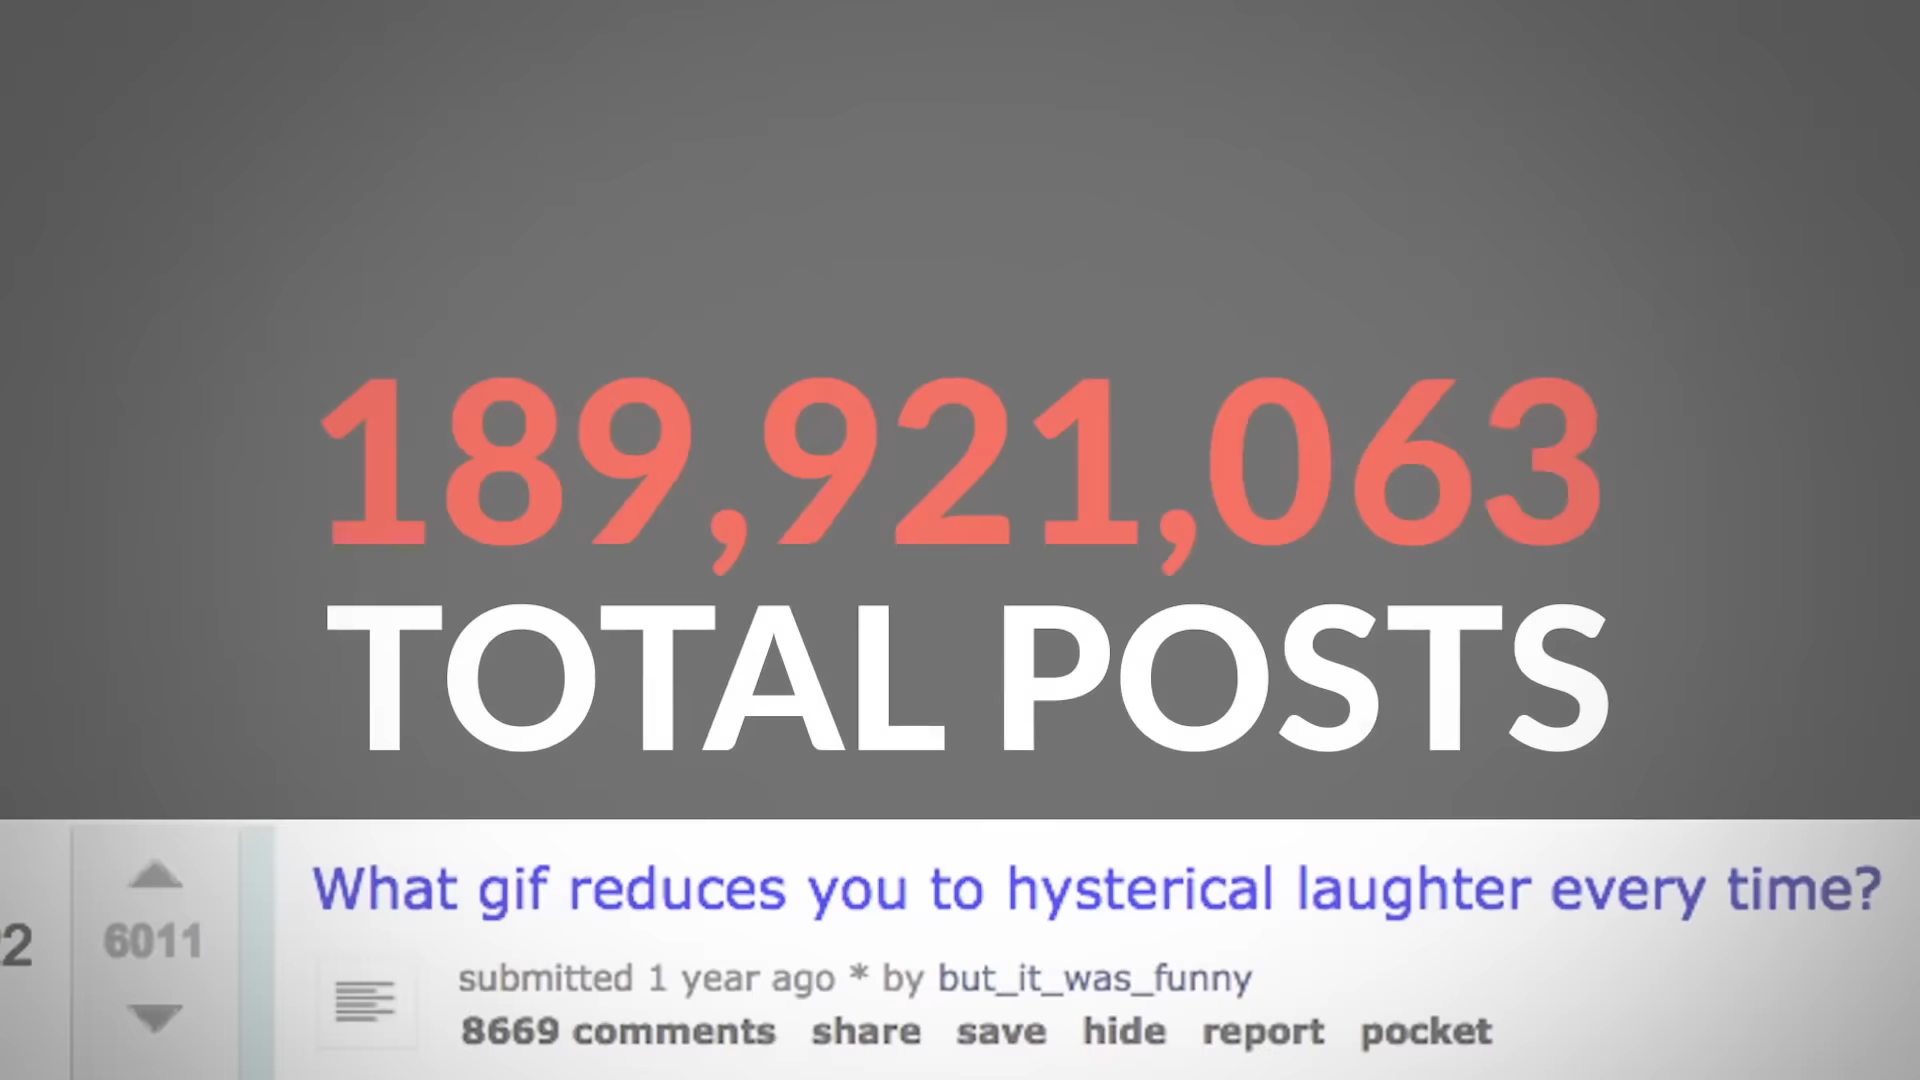 189,921,063
TOTAL POSTS
What gif reduces you to hysterical laughter every time?
2
6011
submitted 1 year ago * by but_it_was_funny
8669 comments share save hide report pocket